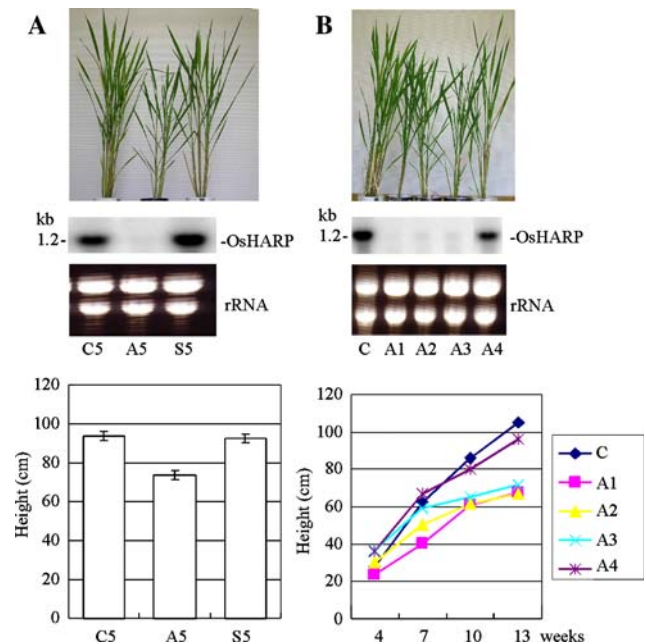 A
B
kb
1.2-
-OsHARP
rRNA
C5 A5 S5
1.2-
-OsHARP
rRNA
C A1 A2 A3 A4
Height (cm)
120
100
80
60
40
20
0
C5 A5 S5
Height (cm)
120
100
80
60
40
20
0
4 7 10 13 weeks
C
A1
A2
A3
A4